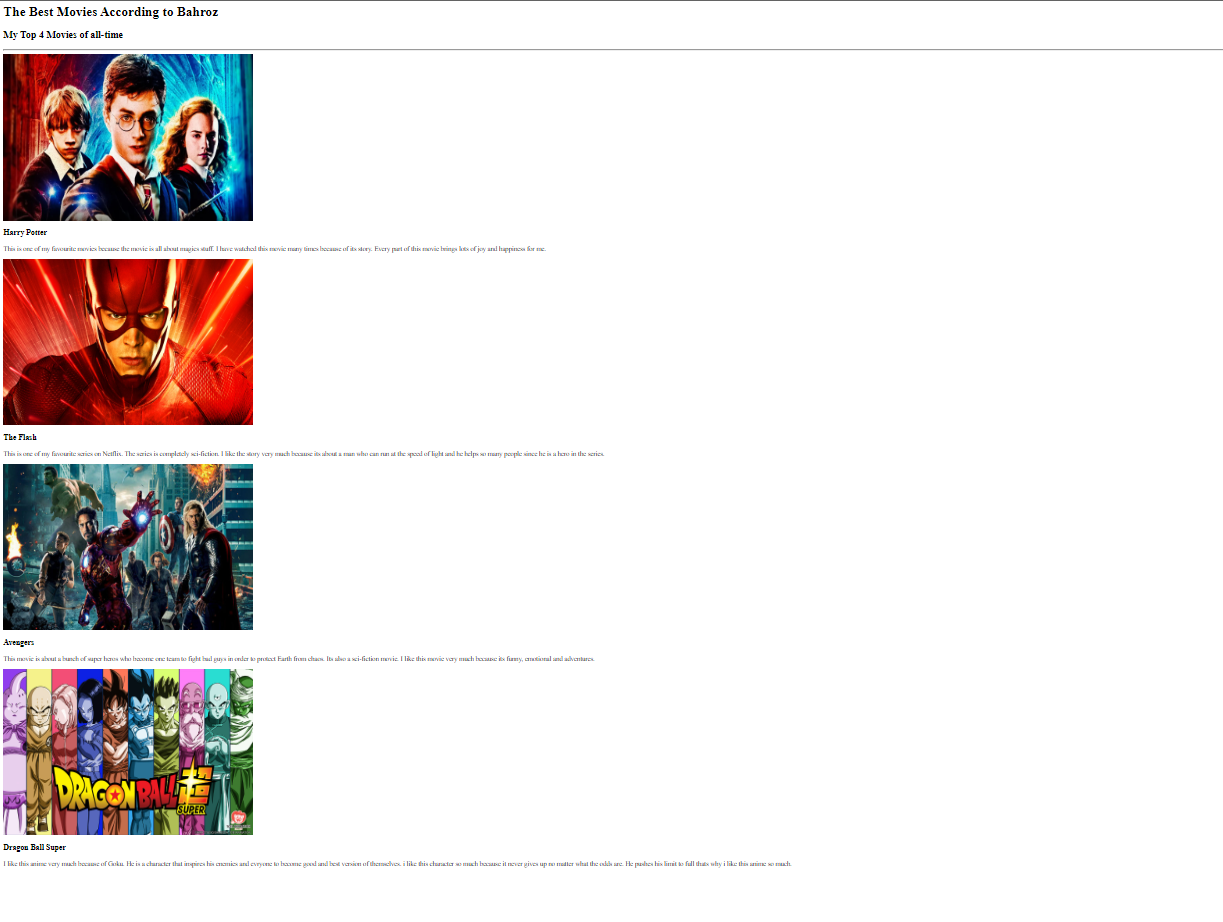 The Best Movies According to Bahroz
My Top 4 Movies of all-time
Harry Potter
This is one of my favourite movies because the movie is all about magics stuff. I have watched this movie many times because of its story. Every part of this movie brings lots of joy and happiness for me.
The Flash
This is one of my favourite series on Netflix. The series is completely sci-fiction. I like the story very much because its about a man who can run at the speed of light and he helps so many people since he is a hero in the series.
Avengers
This movie is about a bunch of super heros who become one team to fight bad guys in order to protect Earth from chaos. Its also a sci-fiction movie. I like this movie very much because its funny, emotional and adventures.
DRAGON BALL 超
SUPER
Dragon Ball Super
I like this anime very much because of Goku. He is a character that inspires his enemies and evryone to become good and best version of themselves. i like this character so much because it never gives up no matter what the odds are. He pushes his limit to full thats why i like this anime so much.